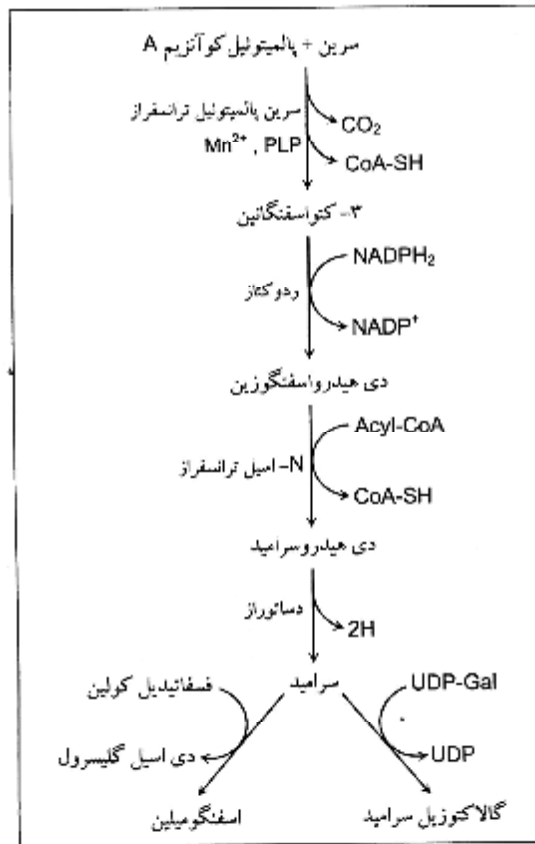 سرین + پالمیتوئیل کوآنزیم A
سرین پالمیتوئیل ترانسفراز
Mn²⁺ , PLP
CO₂
CoA-SH
۳- کتواسفنگانین
ردوکتاز
NADPH₂
NADP⁺
دی هیدرواسفنگوزین
N- اسیل ترانسفراز
Acyl-CoA
CoA-SH
دی هیدروسرامید
دساتوراز
2H
سرامید
فسفاتیدیل کولین
دی اسیل گلیسرول
UDP-Gal
UDP
اسفنگومیلین
گالاکتوزیل سرامید